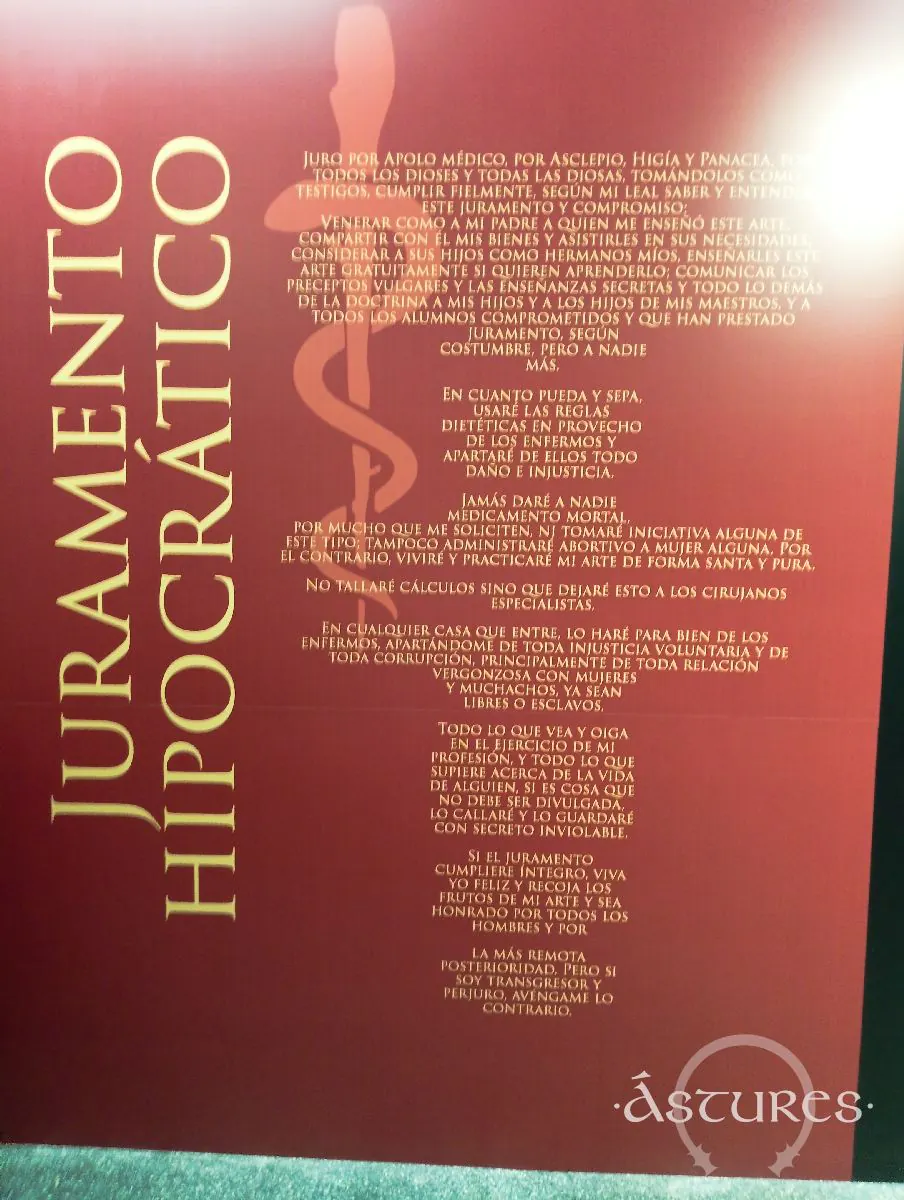 JURAMENTO
HIPOCRÁTICO
JURO POR APOLO MÉDICO, POR ASCLEPIO, HIGÍA Y PANACEA,
TODOS LOS DIOSES Y TODAS LAS DIOSAS, TOMÁNDOLOS COMO
TESTIGOS, CUMPLIR FIELMENTE, SEGÚN MI LEAL SABER Y
ESTE JURAMENTO Y COMPROMISO:
VENERAR COMO A MI PADRE A QUIEN ME ENSEÑÓ ESTE ARTE,
COMPARTIR CON ÉL MIS BIENES Y ASISTIRLES EN SUS NECESIDADES,
CONSIDERAR A SUS HIJOS COMO HERMANOS MÍOS, ENSEÑARLES ESTE
ARTE GRATUITAMENTE SI QUIEREN APRENDERLO; COMUNICAR LOS
PRECEPTOS VULGARES Y LAS ENSEÑANZAS SECRETAS Y TODO LO DEMÁS
DE LA DOCTRINA A MIS HIJOS Y A LOS HIJOS DE MIS MAESTROS, Y A
TODOS LOS ALUMNOS COMPROMETIDOS Y QUE HAN PRESTADO
JURAMENTO, SEGÚN
COSTUMBRE, PERO A NADIE
MÁS.
EN CUANTO PUEDA Y SEPA,
USARÉ LAS REGLAS
DIETÉTICAS EN PROVECHO
DE LOS ENFERMOS Y
APARTARÉ DE ELLOS TODO
DAÑO E INJUSTICIA.
JAMÁS DARÉ A NADIE
MEDICAMENTO MORTAL,
POR MUCHO QUE ME SOLICITEN, NI TOMARÉ INICIATIVA ALGUNA DE
ESTE TIPO; TAMPOCO ADMINISTRARÉ ABORTIVO A MUJER ALGUNA. POR
EL CONTRARIO, VIVIRÉ Y PRACTICARÉ MI ARTE DE FORMA SANTA Y PURA.
NO TALLARÉ CÁLCULOS SINO QUE DEJARÉ ESTO A LOS CIRUJANOS
ESPECIALISTAS.
EN CUALQUIER CASA QUE ENTRE, LO HARÉ PARA BIEN DE LOS
ENFERMOS, APARTÁNDOME DE TODA INJUSTICIA VOLUNTARIA Y DE
TODA CORRUPCIÓN, PRINCIPALMENTE DE TODA RELACIÓN
VERGONZOSA CON MUJERES
Y MUCHACHOS, YA SEAN
LIBRES O ESCLAVOS.
TODO LO QUE VEA Y OIGA
EN EL EJERCICIO DE MI
PROFESIÓN, Y TODO LO QUE
SUPIERE ACERCA DE LA VIDA
DE ALGUIEN, SI ES COSA QUE
NO DEBE SER DIVULGADA,
LO CALLARÉ Y LO GUARDARÉ
CON SECRETO INVIOLABLE.
SI EL JURAMENTO
CUMPLIERE ÍNTEGRO, VIVA
YO FELIZ Y RECOJA LOS
FRUTOS DE MI ARTE Y SEA
HONRADO POR TODOS LOS
HOMBRES Y POR
LA MÁS REMOTA
POSTERIORIDAD. PERO SI
SOY TRANSGRESOR Y
PERJURO, AVÉNGAME LO
CONTRARIO.
·ÁSTURES·